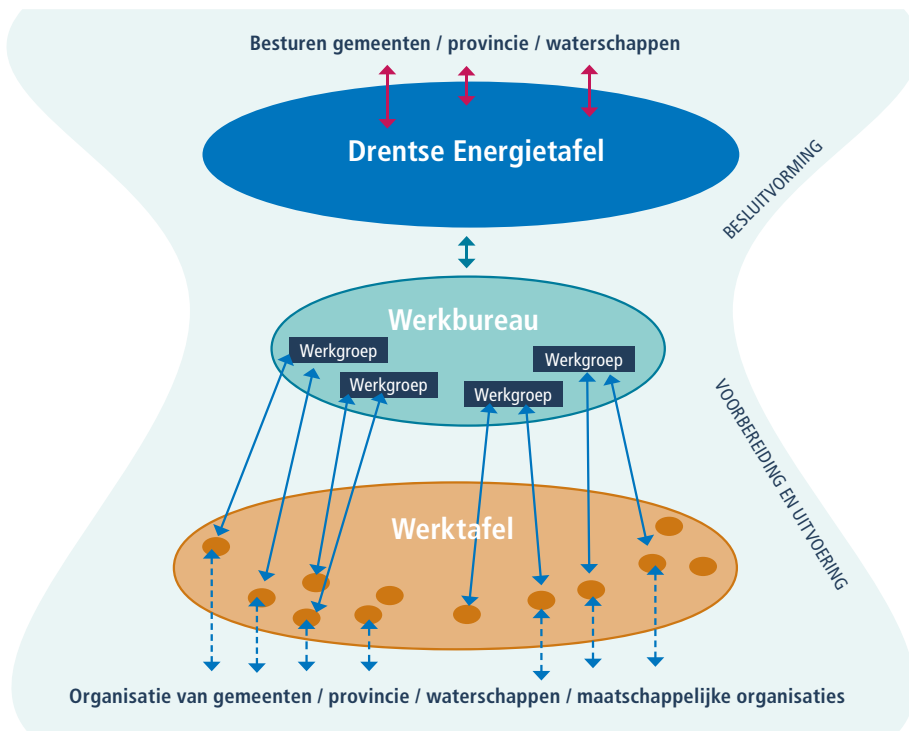 Besturen gemeenten / provincie / waterschappen
Drentse Energietafel
BESLUITVORMING
Werkbureau
Werkgroep
Werkgroep
Werkgroep
Werkgroep
VOORBEREIDING EN UITVOERING
Werktafel
Organisatie van gemeenten / provincie / waterschappen / maatschappelijke organisaties